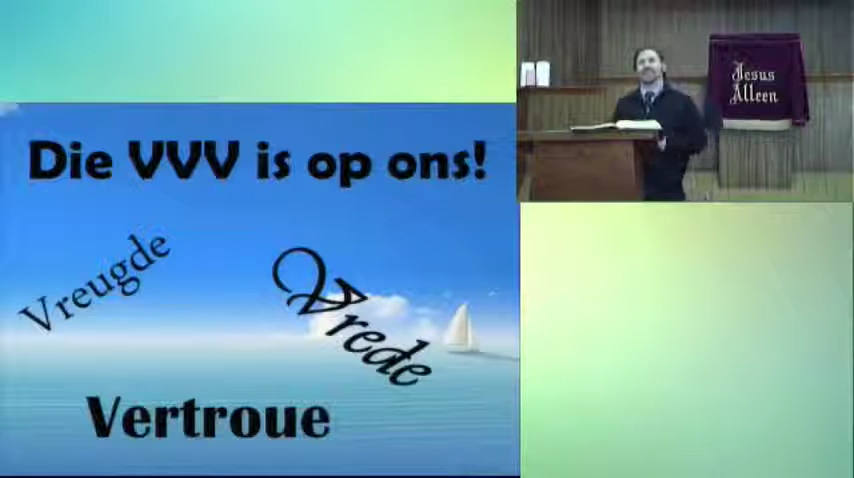 Die VVV is op ons!
Vreugde
Vrede
Vertroue
Jesus
Alleen